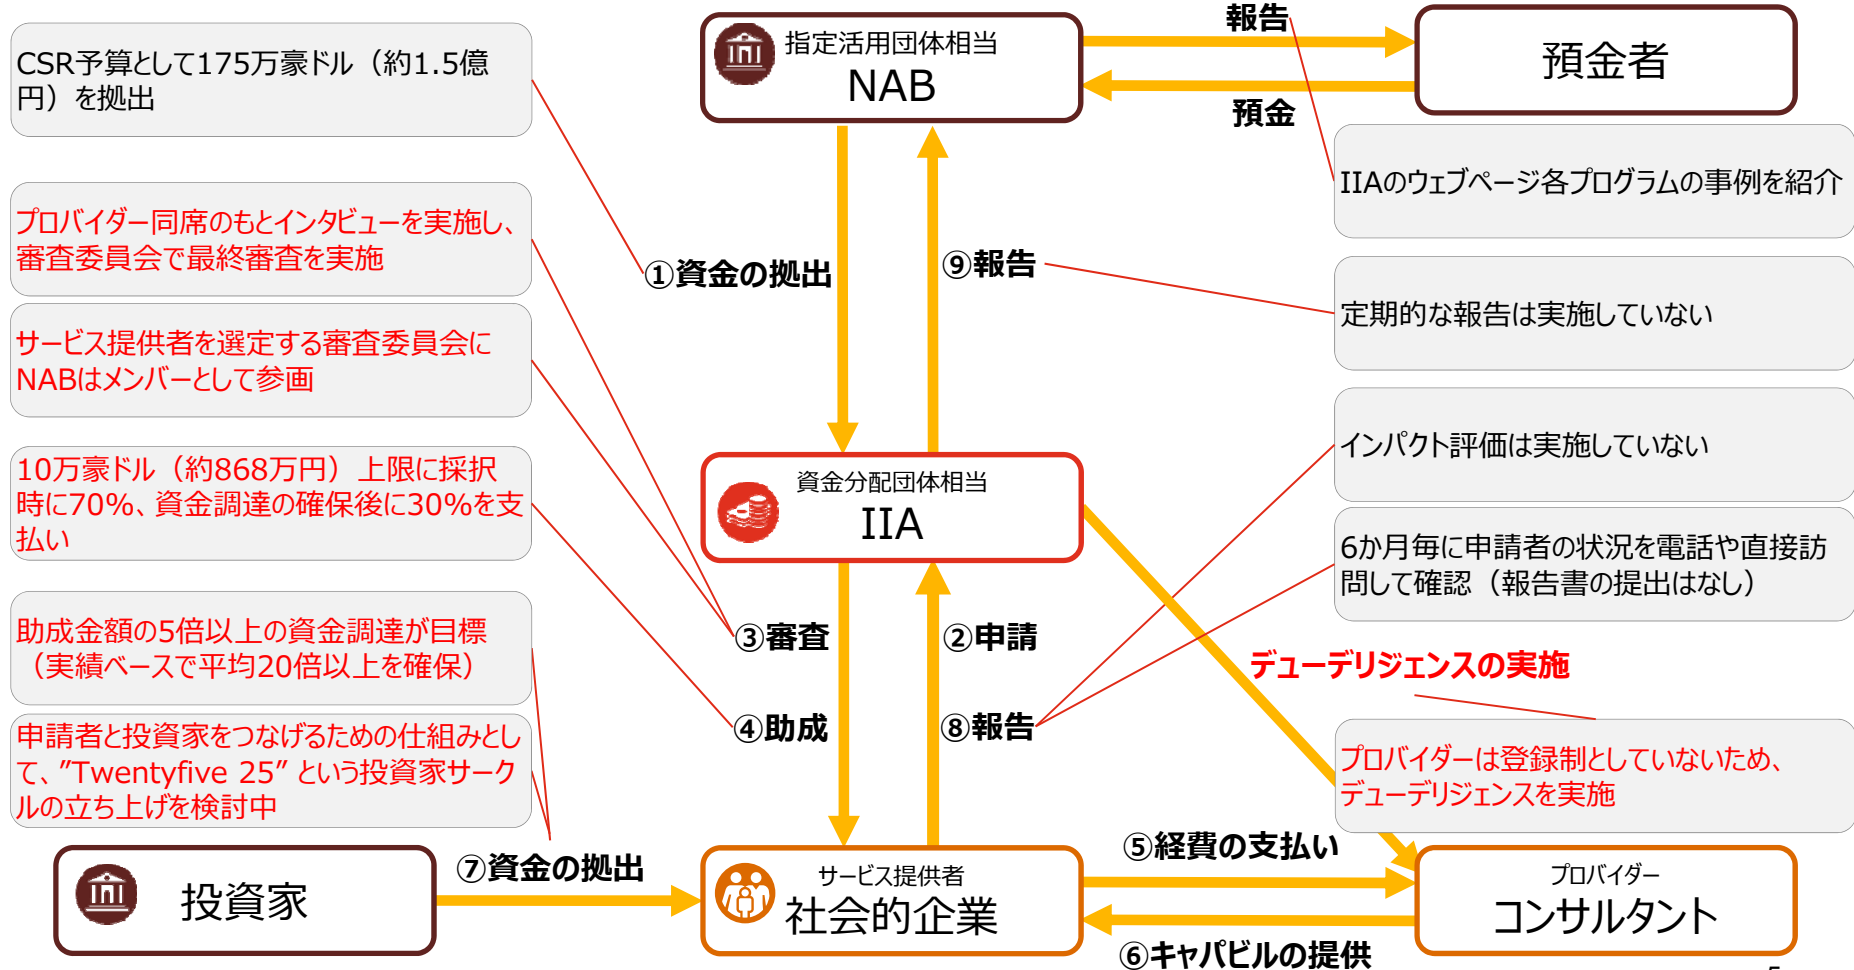 CSR予算として175万豪ドル（約1.5億
円）を拠出
プロバイダー同席のもとインタビューを実施し、
審査委員会で最終審査を実施
サービス提供者を選定する審査委員会に
NABはメンバーとして参画
10万豪ドル（約868万円）上限に採択
時に70%、資金調達の確保後に30%を支
払い
助成金額の5倍以上の資金調達が目標
（実績ベースで平均20倍以上を確保）
申請者と投資家をつなげるための仕組みとし
て、”Twentyfive 25” という投資家サーク
ルの立ち上げを検討中
指定活用団体相当
NAB
報告
預金
預金者
IIAのウェブページ各プログラムの事例を紹介
①資金の拠出
⑨報告
定期的な報告は実施していない
資金分配団体相当
IIA
インパクト評価は実施していない
6か月毎に申請者の状況を電話や直接訪
問して確認（報告書の提出はなし）
③審査
②申請
デューデリジェンスの実施
④助成
⑧報告
プロバイダーは登録制としていないため、
デューデリジェンスを実施
投資家
⑦資金の拠出
サービス提供者
社会的企業
⑤経費の支払い
⑥キャパビルの提供
プロバイダー
コンサルタント